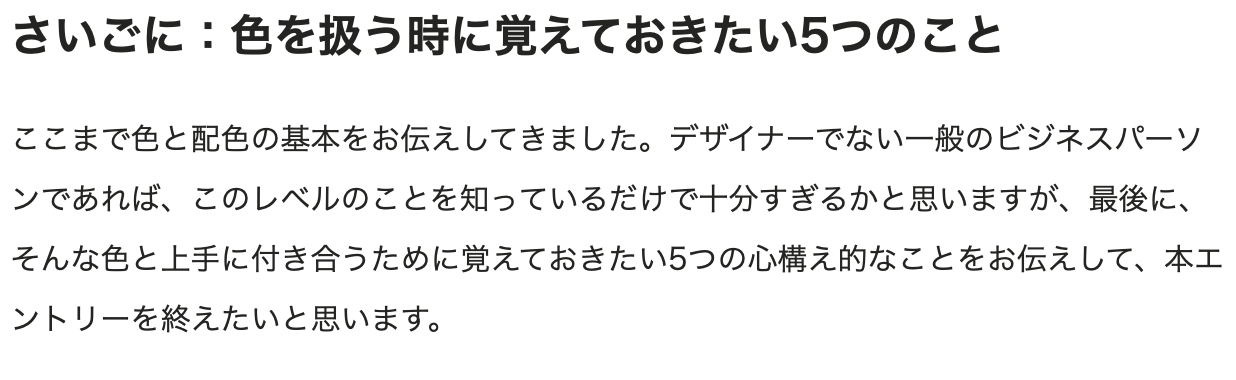 さいごに：色を扱う時に覚えておきたい5つのこと
ここまで色と配色の基本をお伝えしてきました。デザイナーでない一般のビジネスパーソ
ンであれば、このレベルのことを知っているだけで十分すぎるかと思いますが、最後に、
そんな色と上手に付き合うために覚えておきたい5つの心構え的なことをお伝えして、本エ
ントリーを終えたいと思います。